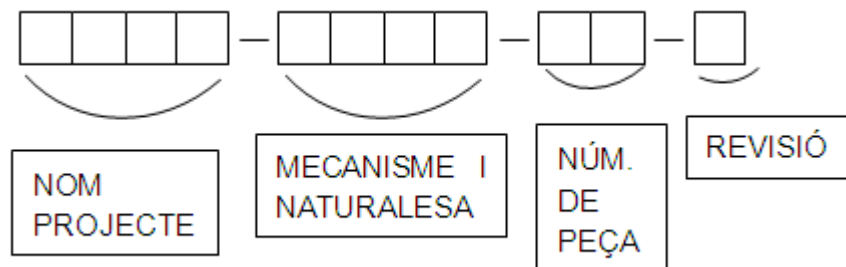 NOM
PROJECTE
MECANISME I
NATURALESA
NÚM.
DE
PEÇA
REVISIÓ